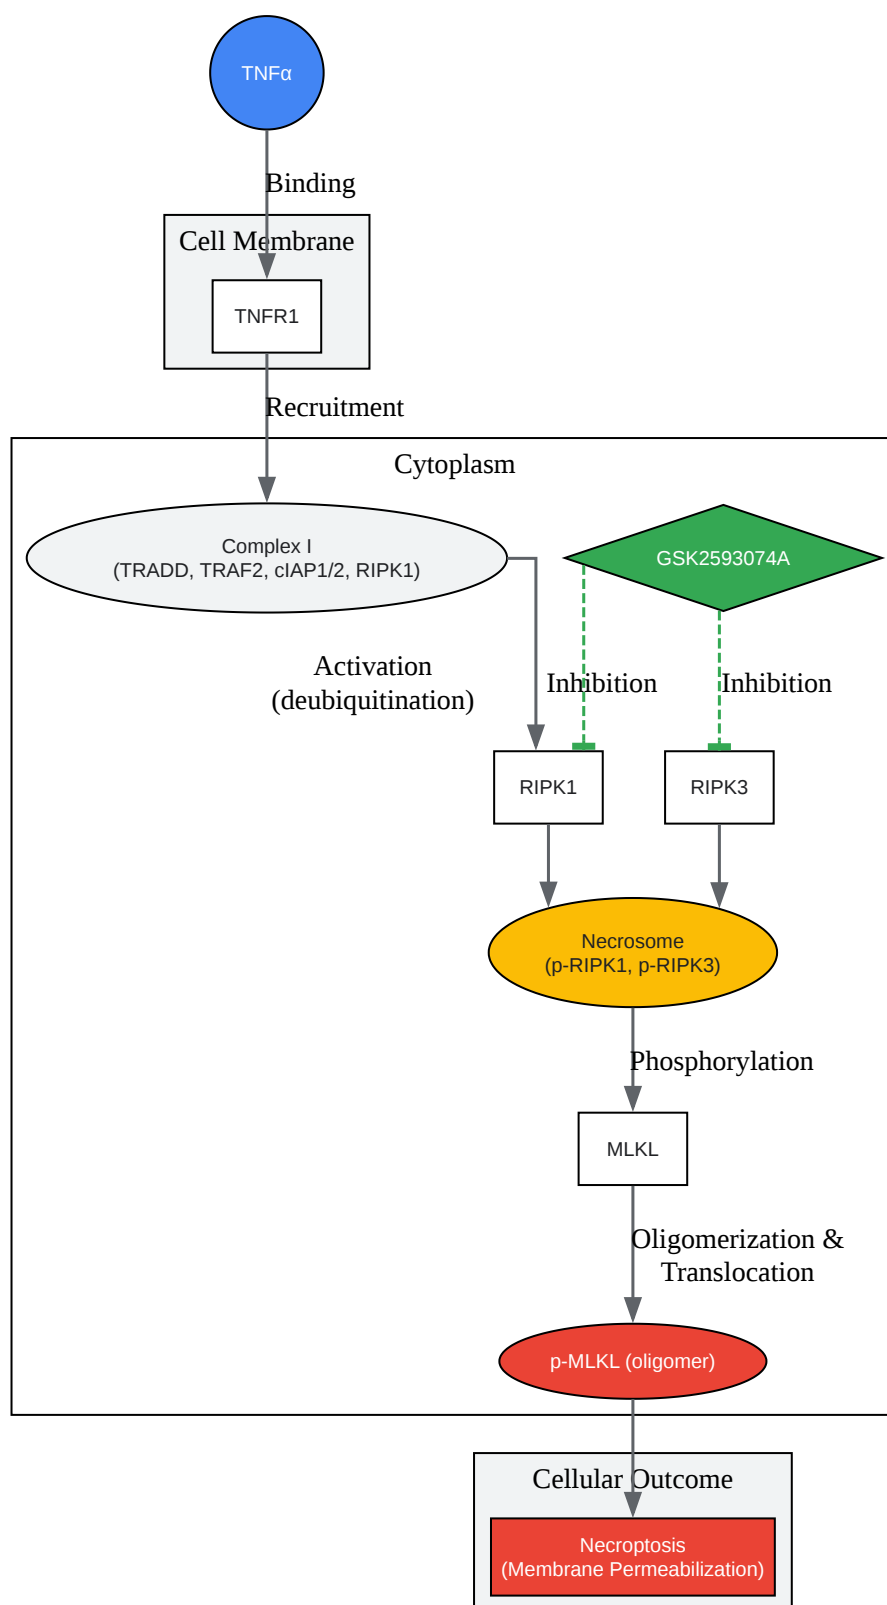 TNFα
Binding
Cell Membrane
TNFR1
Recruitment
Cytoplasm
Complex I
(TRADD, TRAF2, cIAP1/2, RIPK1)
GSK2593074A
Activation
(deubiquitination)
Inhibition
Inhibition
RIPK1
RIPK3
Necrosome
(p-RIPK1, p-RIPK3)
Phosphorylation
MLKL
Oligomerization &
Translocation
p-MLKL (oligomer)
Cellular Outcome
Necroptosis
(Membrane Permeabilization)